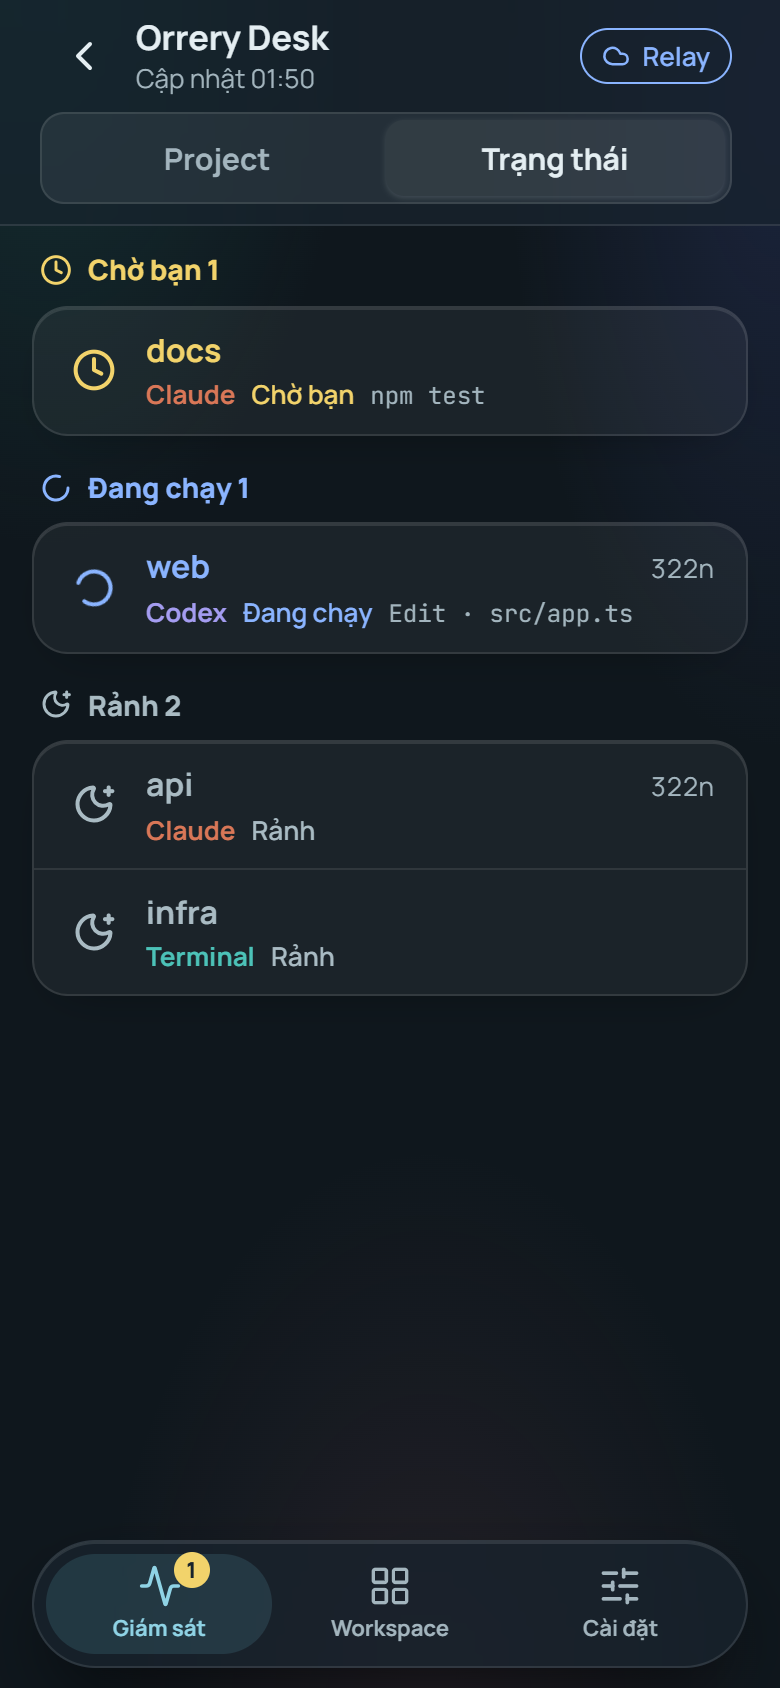 Orrery Desk
Cập nhật 01:50
Relay
Project
Trạng thái
Chờ bạn 1
docs
Claude Chờ bạn npm test
Đang chạy 1
web
322n
Codex Đang chạy Edit · src/app.ts
Rảnh 2
api
322n
Claude Rảnh
infra
Terminal Rảnh
1
Giám sát
Workspace
Cài đặt